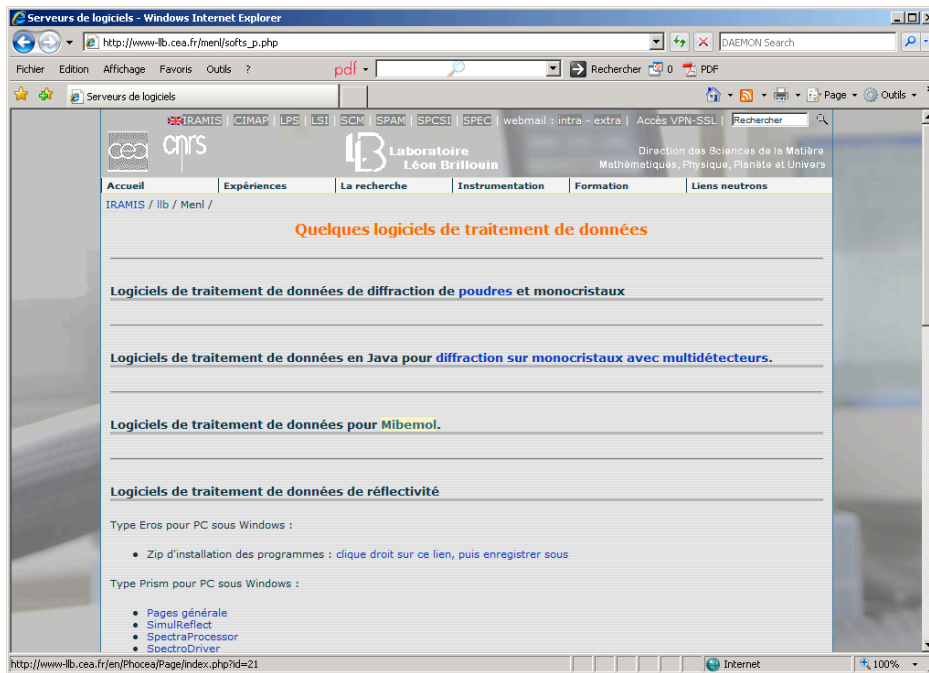 Serveurs de logiciels - Windows Internet Explorer
http://www-llb.cea.fr/menl/softs_p.php
DAEMON Search
Fichier Edition Affichage Favoris Outils ?
pdf
Rechercher 0 PDF
Serveurs de logiciels
Page Outils
IRAMIS | CIMAP | LPS | LSI | SCM | SPAM | SPCSI | SPEC | webmail : intra - extra | Accès VPN-SSL | Rechercher
cea cnrs
Laboratoire
Léon Brillouin
Direction des Sciences de la Matière
Mathématiques, Physique, Planète et Univers
Accueil Expériences La recherche Instrumentation Formation Liens neutrons
IRAMIS / llb / Menl /
Quelques logiciels de traitement de données
Logiciels de traitement de données de diffraction de poudres et monocristaux
Logiciels de traitement de données en Java pour diffraction sur monocristaux avec multidétecteurs.
Logiciels de traitement de données pour Mibemol.
Logiciels de traitement de données de réflectivité
Type Eros pour PC sous Windows :
• Zip d'installation des programmes : clique droit sur ce lien, puis enregistrer sous
Type Prism pour PC sous Windows :
• Pages générale
• SimulReflect
• SpectraProcessor
• SpectroDriver
http://www-llb.cea.fr/en/Phocea/Page/index.php?id=21
Internet
100%